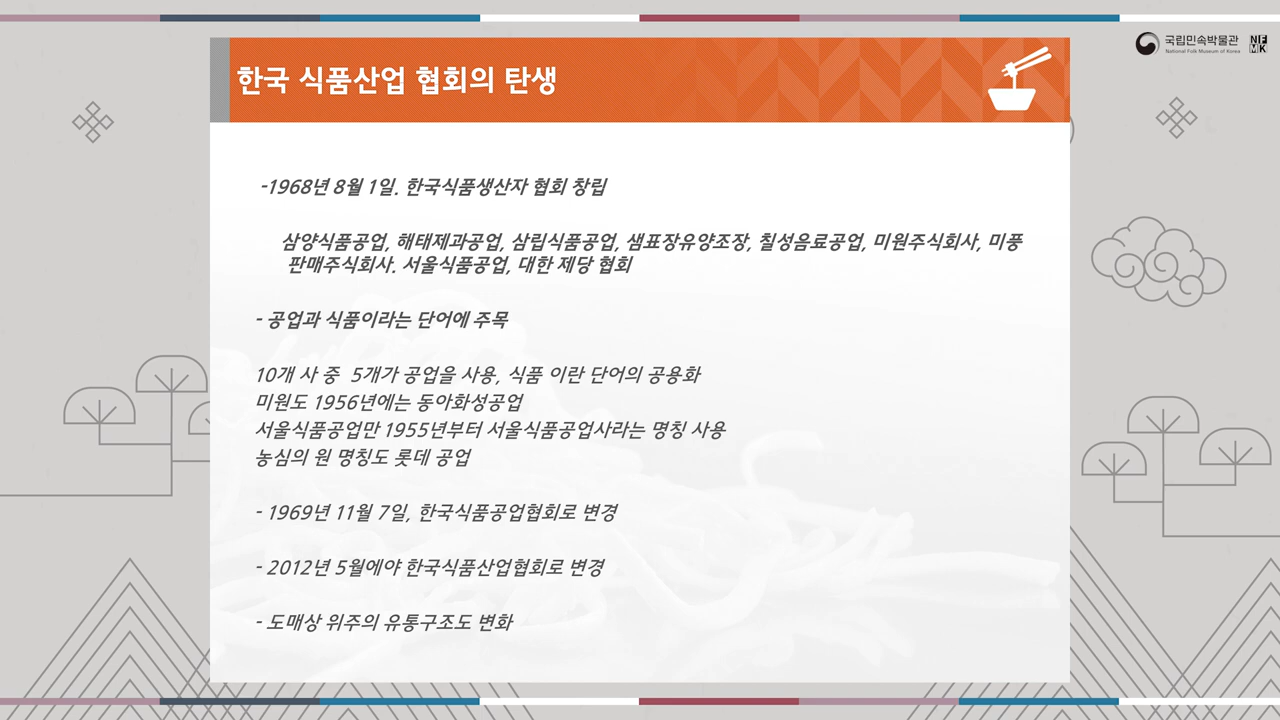 국립민속박물관
National Folk Museum of Korea
NF
MK
한국 식품산업 협회의 탄생
-1968년 8월 1일. 한국식품생산자 협회 창립
삼양식품공업, 해태제과공업, 삼립식품공업, 샘표장유양조장, 칠성음료공업, 미원주식회사, 미풍
판매주식회사. 서울식품공업, 대한 제당 협회
- 공업과 식품이라는 단어에 주목
10개 사 중  5개가 공업을 사용, 식품 이란 단어의 공용화
미원도 1956년에는 동아화성공업
서울식품공업만 1955년부터 서울식품공업사라는 명칭 사용
농심의 원 명칭도 롯데 공업
- 1969년 11월 7일, 한국식품공업협회로 변경
- 2012년 5월에야 한국식품산업협회로 변경
- 도매상 위주의 유통구조도 변화